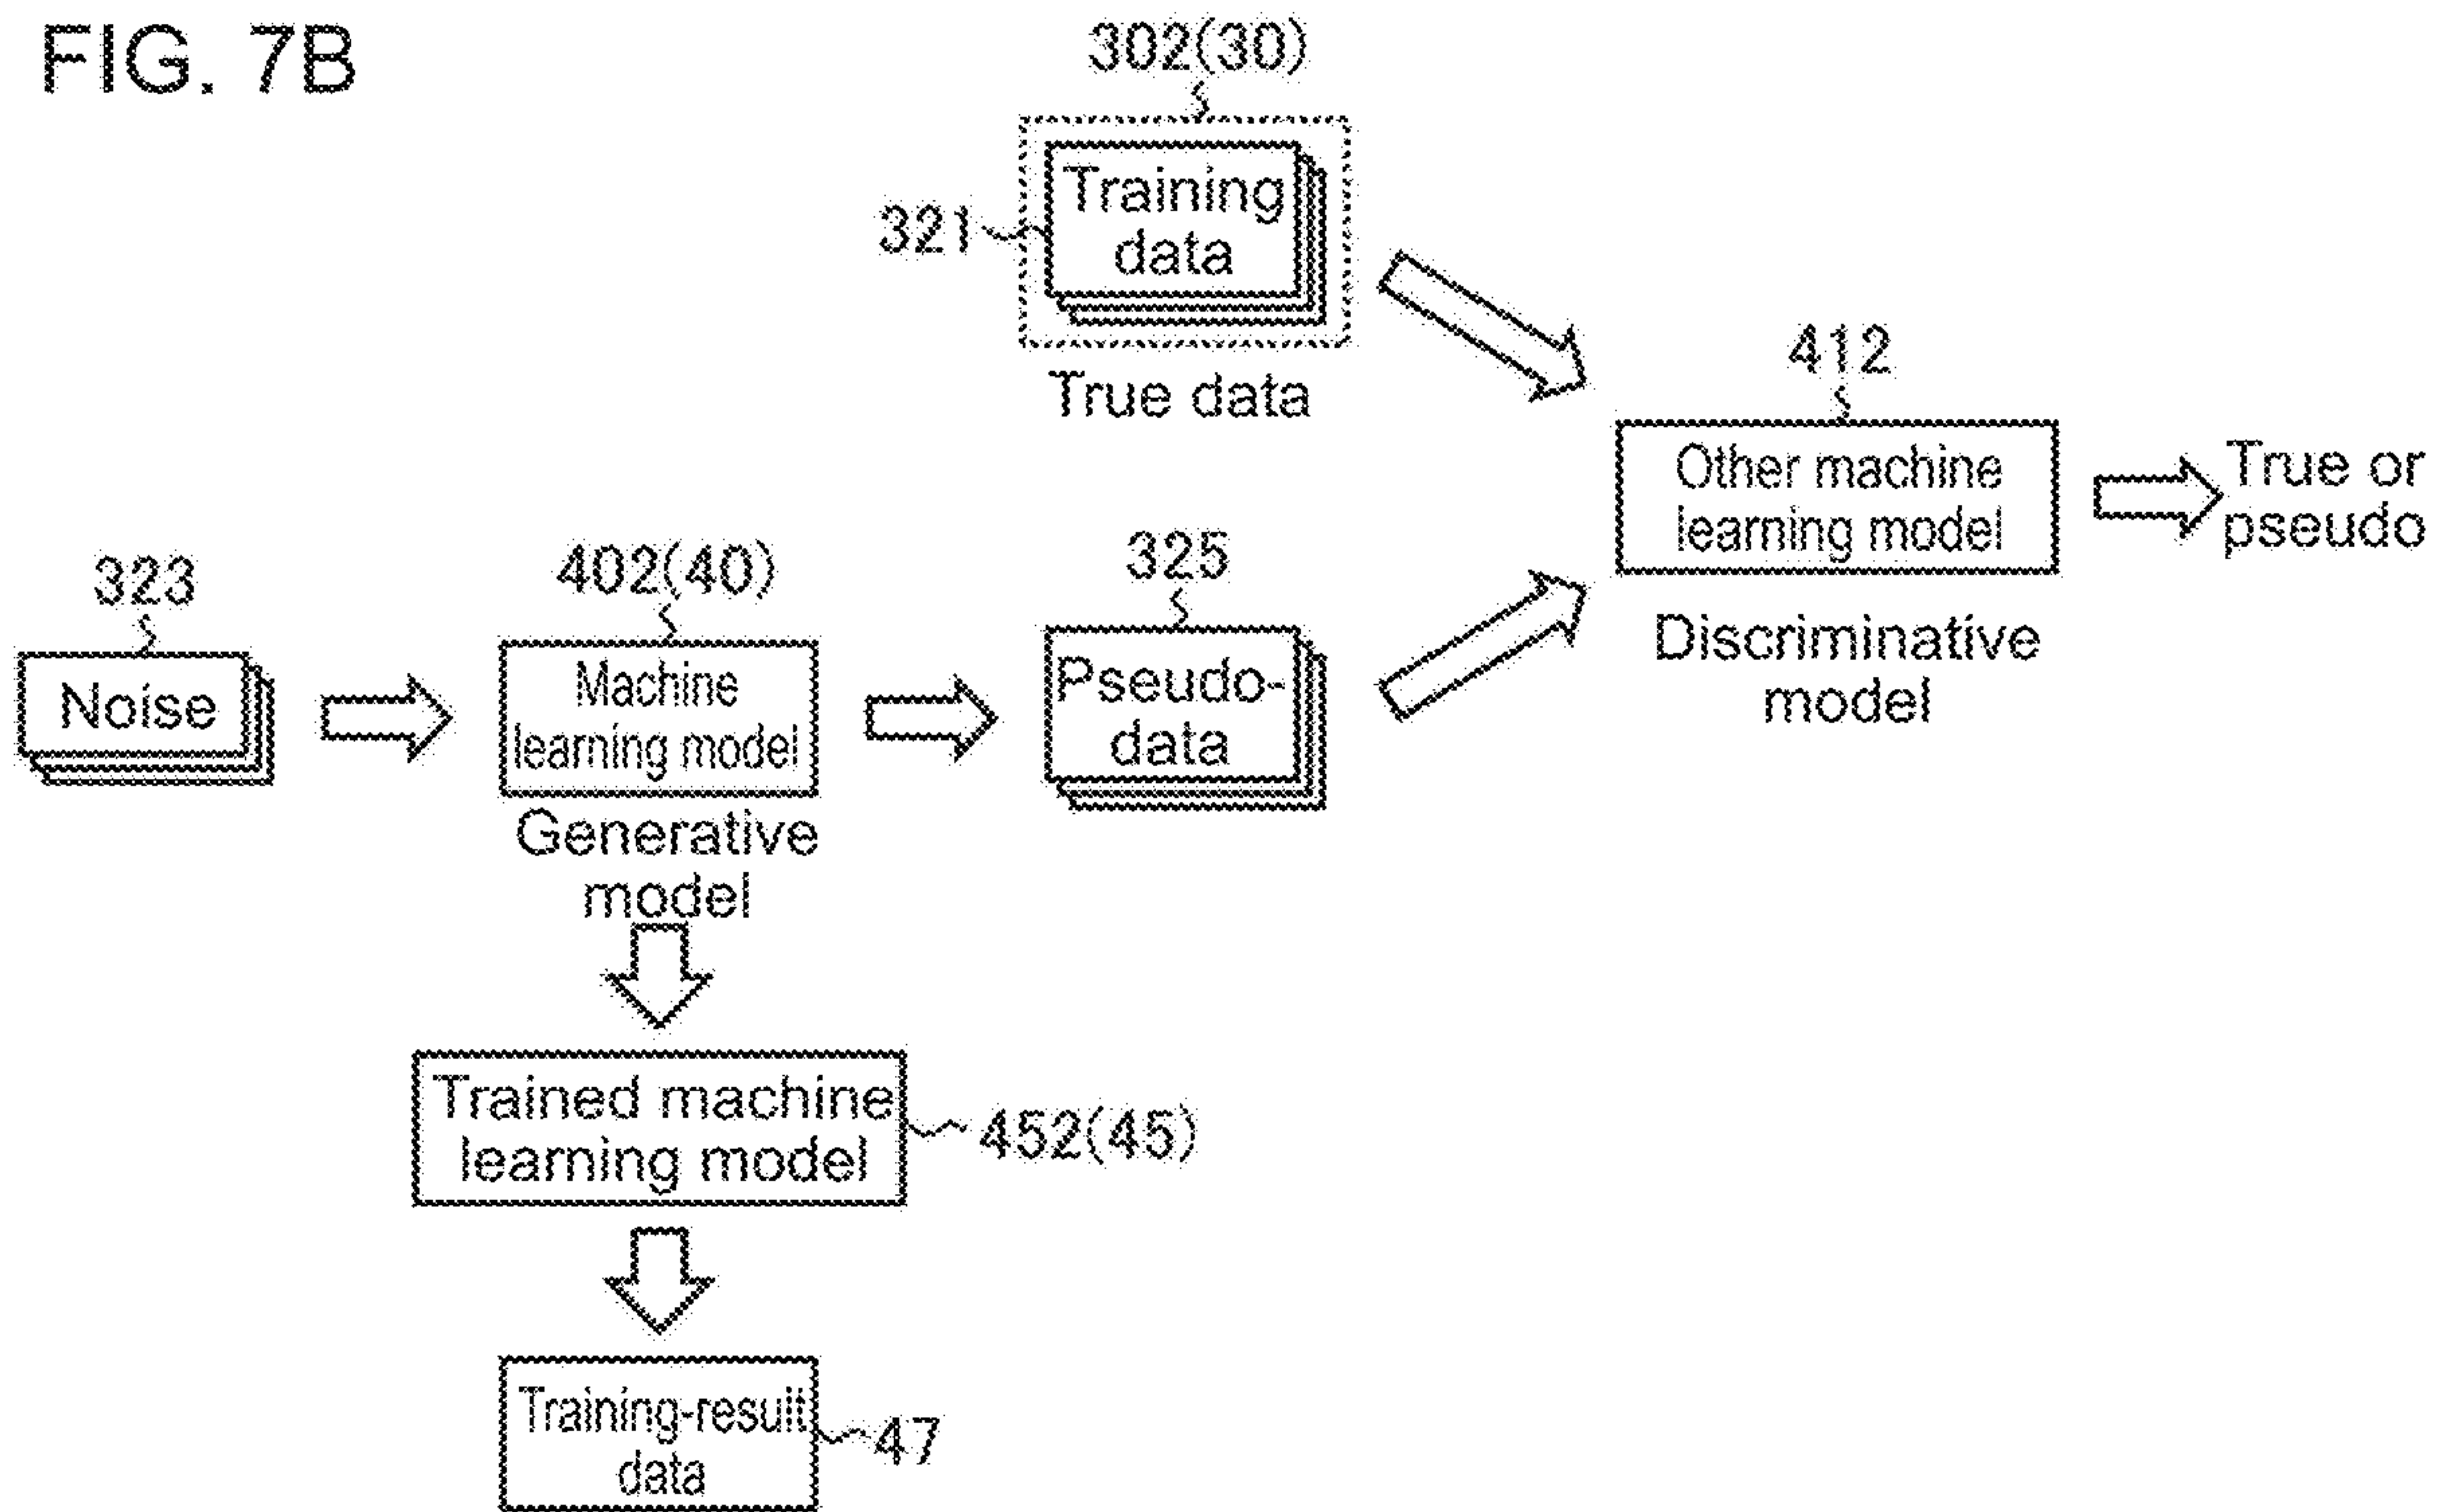 FIG. 7B
302(30)
321
Training
data
True data
412
Other machine
learning model
Discriminative
model
True or
pseudo
323
Noise
402(40)
Machine
learning model
Generative
model
325
Pseudo-
data
Trained machine
learning model
452(45)
Training-result
data
47